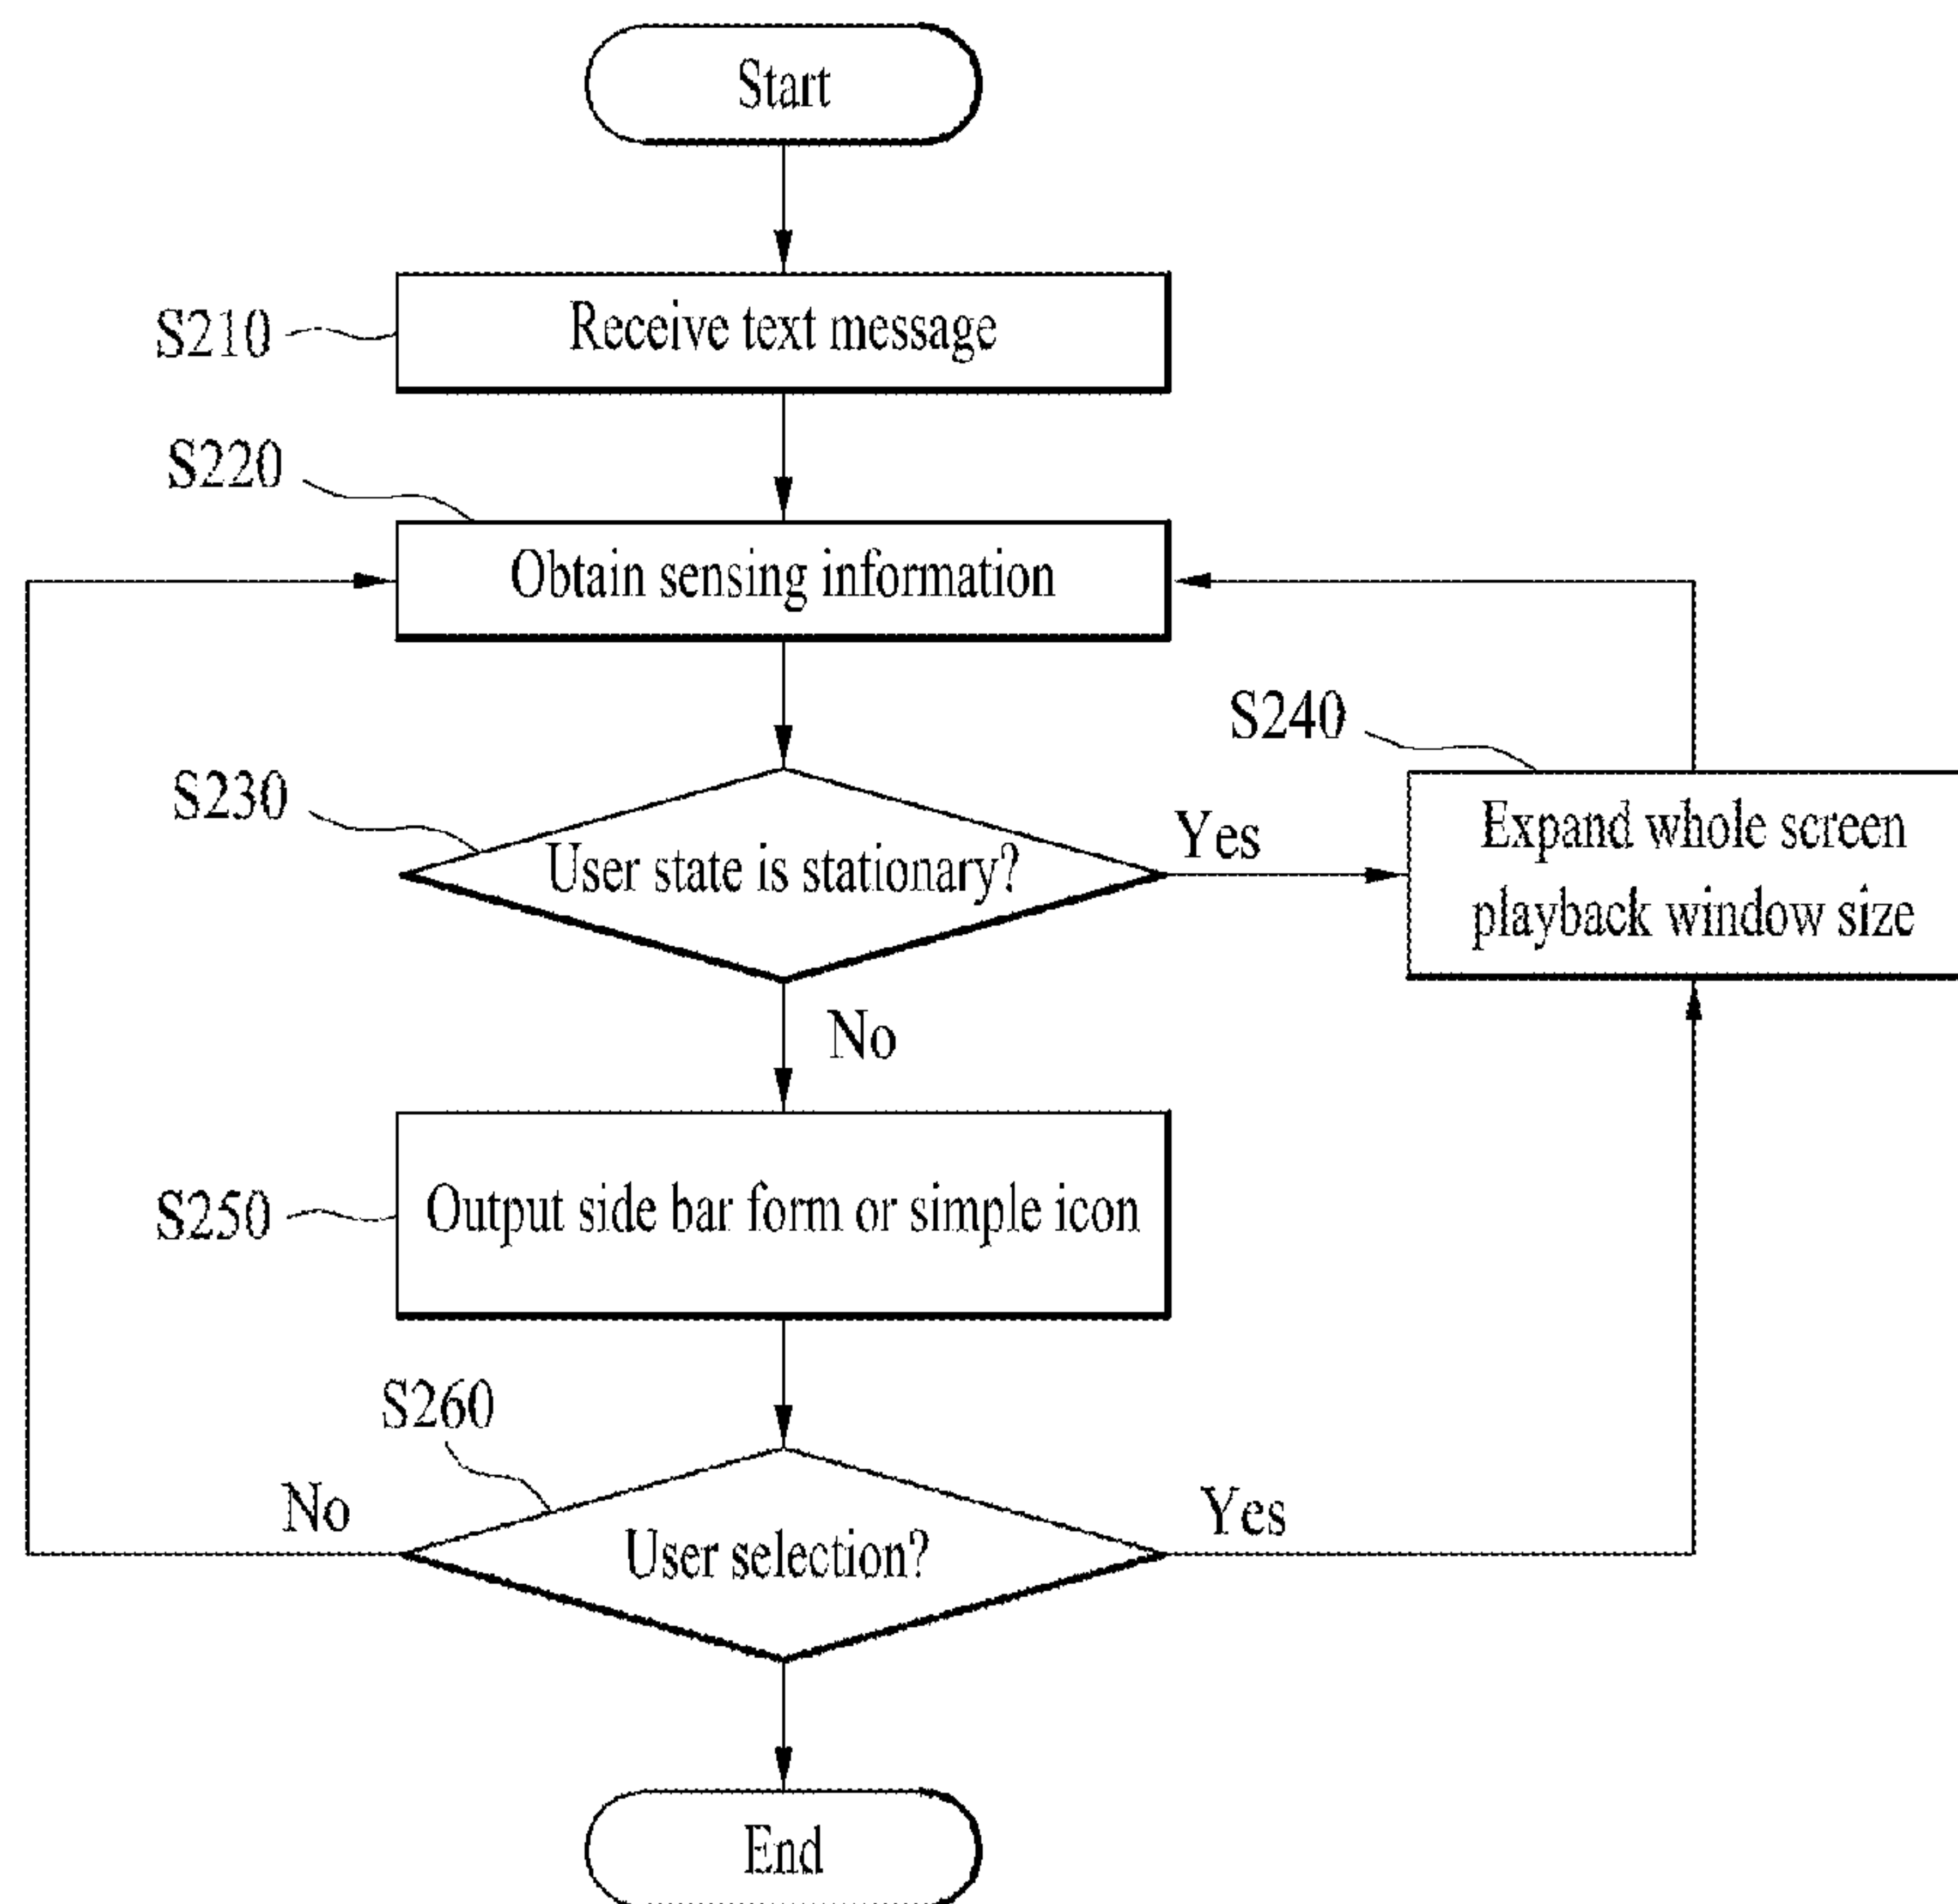 Start
S210
Receive text message
S220
Obtain sensing information
S230
User state is stationary?
Yes
S240
Expand whole screen
playback window size
No
S250
Output side bar form or simple icon
S260
No
User selection?
Yes
End